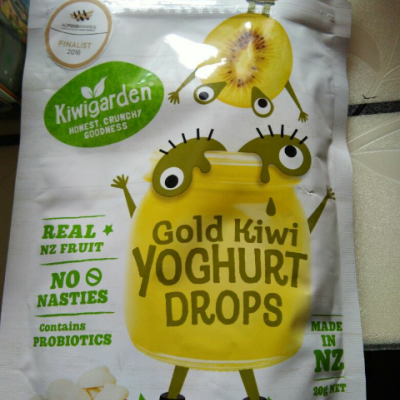 FINALIST
2016
Kiwigarden
HONEST, CRUNCHY
GOODNESS
Gold Kiwi
YOGHURT
DROPS
REAL
NZ FRUIT
NO
NASTIES
Contains
PROBIOTICS
MADE
IN
NZ
20g NET